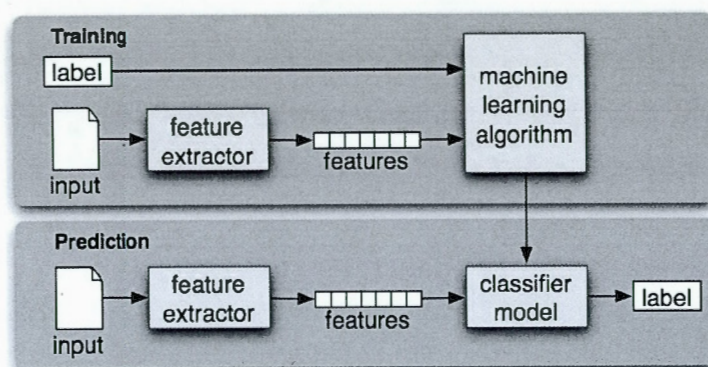 Training
label
machine
learning
algorithm
feature
extractor
features
input
Prediction
feature
extractor
features
classifier
model
label
input